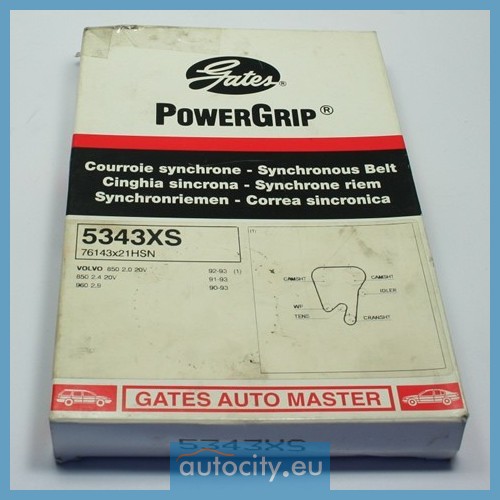 Gates®
POWERGRIP®
Courroie synchrone - Synchronous Belt
Cinghia sincrona - Synchrone riem
Synchronriemen - Correa sincronica
5343XS
76143x21HSN
VOLVO 850 2.0 20V 92-93 (1)
850 2.4 20V 91-93
960 2.9 90-93
(1)
CAMSHT CAMSHT
IDLER
WP
TENS CRANSHT
GATES AUTO MASTER
5343XS
autocity.eu